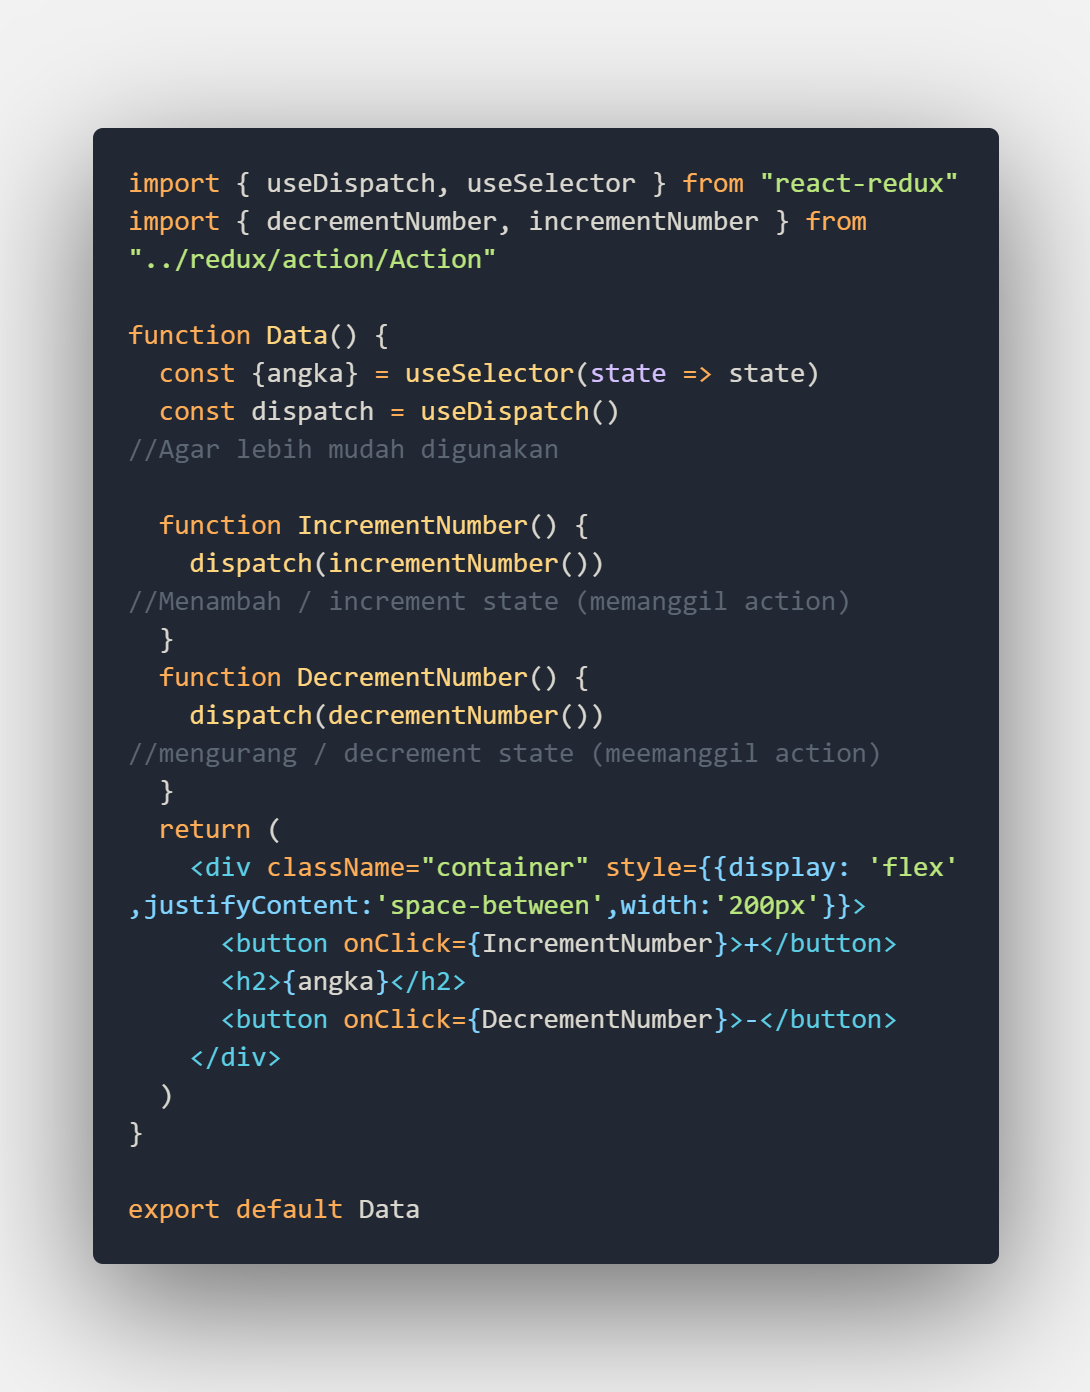 import { useDispatch, useSelector } from "react-redux"
import { decrementNumber, incrementNumber } from
"../redux/action/Action"

function Data() {
  const {angka} = useSelector(state => state)
  const dispatch = useDispatch()
//Agar lebih mudah digunakan

  function IncrementNumber() {
    dispatch(incrementNumber())
//Menambah / increment state (memanggil action)
  }
  function DecrementNumber() {
    dispatch(decrementNumber())
//mengurang / decrement state (meemanggil action)
  }
  return (
    <div className="container" style={{display: 'flex'
,justifyContent:'space-between',width:'200px'}}>
      <button onClick={IncrementNumber}>+</button>
      <h2>{angka}</h2>
      <button onClick={DecrementNumber}>-</button>
    </div>
  )
}

export default Data